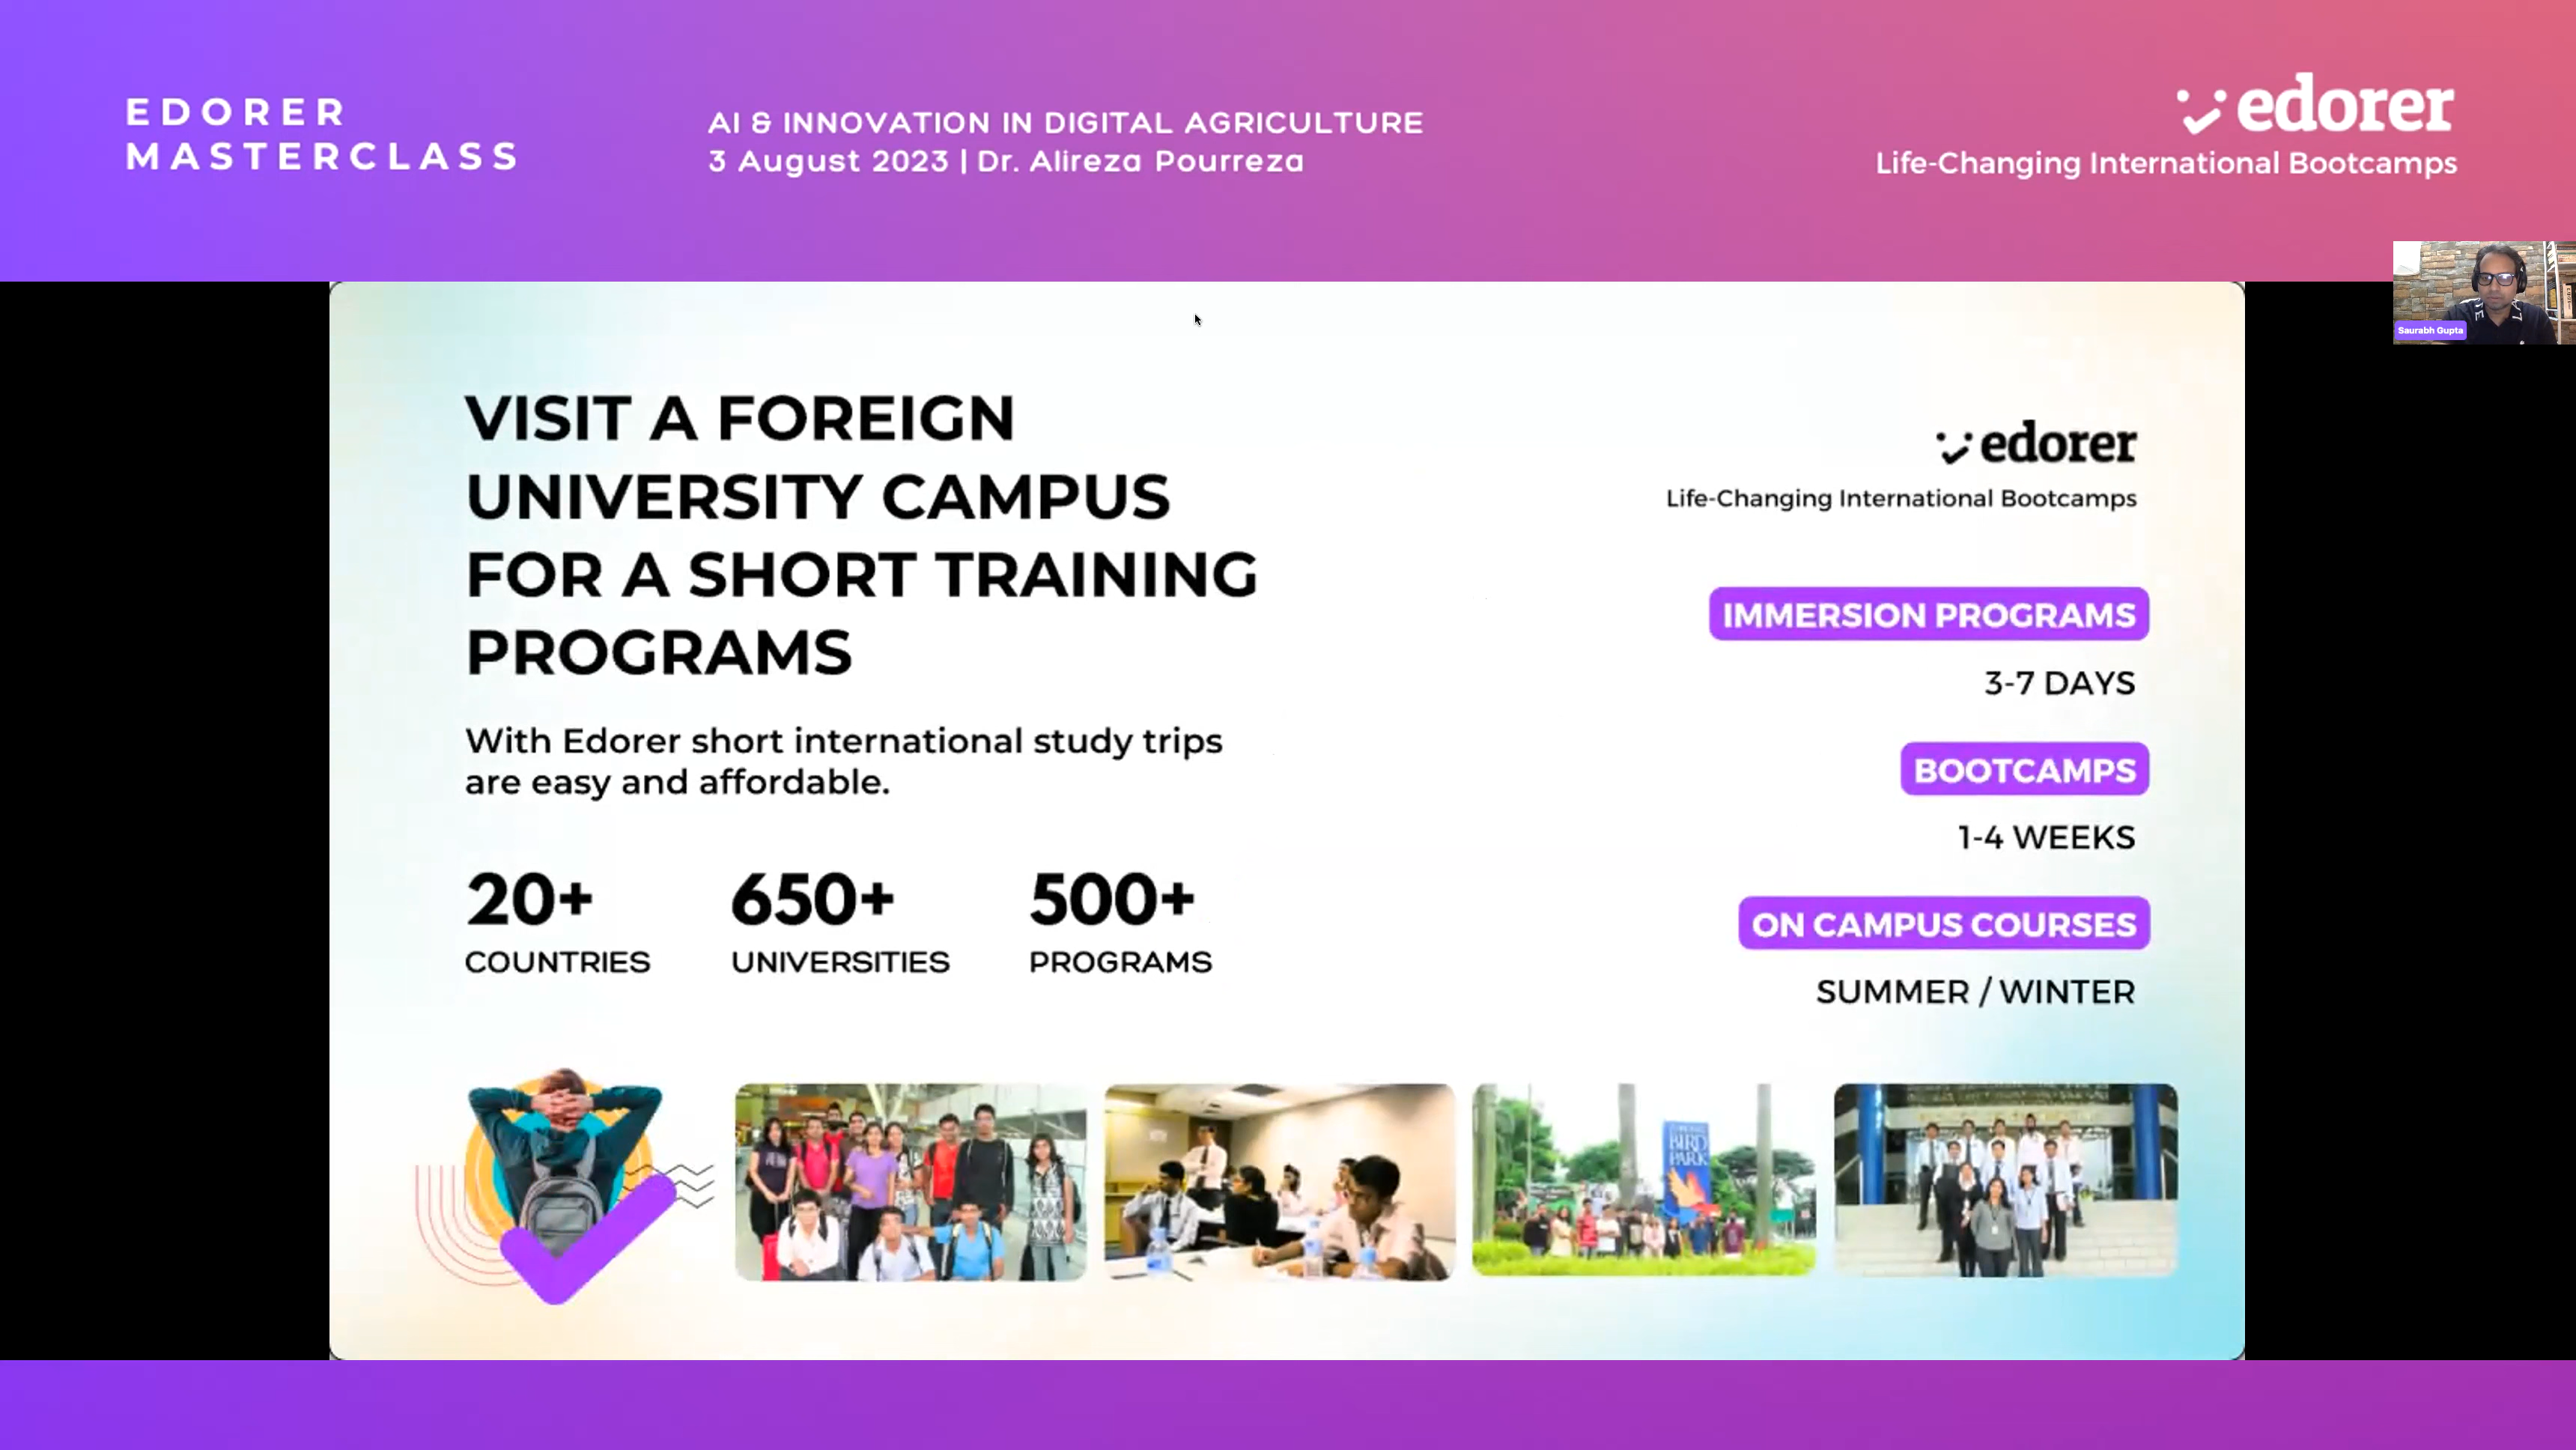 EDORER
MASTERCLASS
AI & INNOVATION IN DIGITAL AGRICULTURE
3 August 2023 | Dr. Alireza Pourreza
edorer
Life-Changing International Bootcamps
Saurabh Gupta
VISIT A FOREIGN
UNIVERSITY CAMPUS
FOR A SHORT TRAINING
PROGRAMS
With Edorer short international study trips
are easy and affordable.
20+
COUNTRIES
650+
UNIVERSITIES
500+
PROGRAMS
edorer
Life-Changing International Bootcamps
IMMERSION PROGRAMS
3-7 DAYS
BOOTCAMPS
1-4 WEEKS
ON CAMPUS COURSES
SUMMER / WINTER
BIRD
PARK